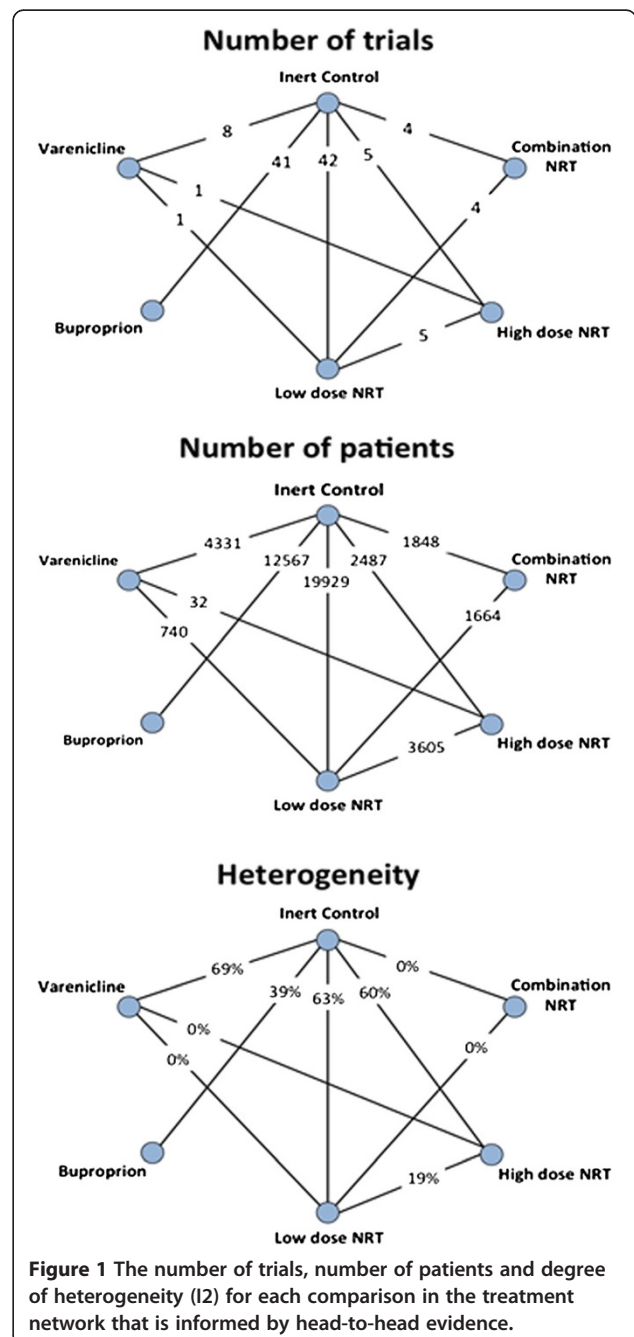 Number of trials
Inert Control
8
4
Varenicline
Combination
NRT
41
42
5
1
4
1
Buproprion
High dose NRT
5
Low dose NRT
Number of patients
Inert Control
4331
1848
Varenicline
Combination
NRT
12567
2487
19929
32
1664
740
Buproprion
High dose NRT
3605
Low dose NRT
Heterogeneity
Inert Control
69%
0%
Varenicline
Combination
NRT
39%
63%
60%
0%
0%
0%
Buproprion
High dose NRT
19%
Low dose NRT
Figure 1 The number of trials, number of patients and degree
of heterogeneity (I2) for each comparison in the treatment
network that is informed by head-to-head evidence.